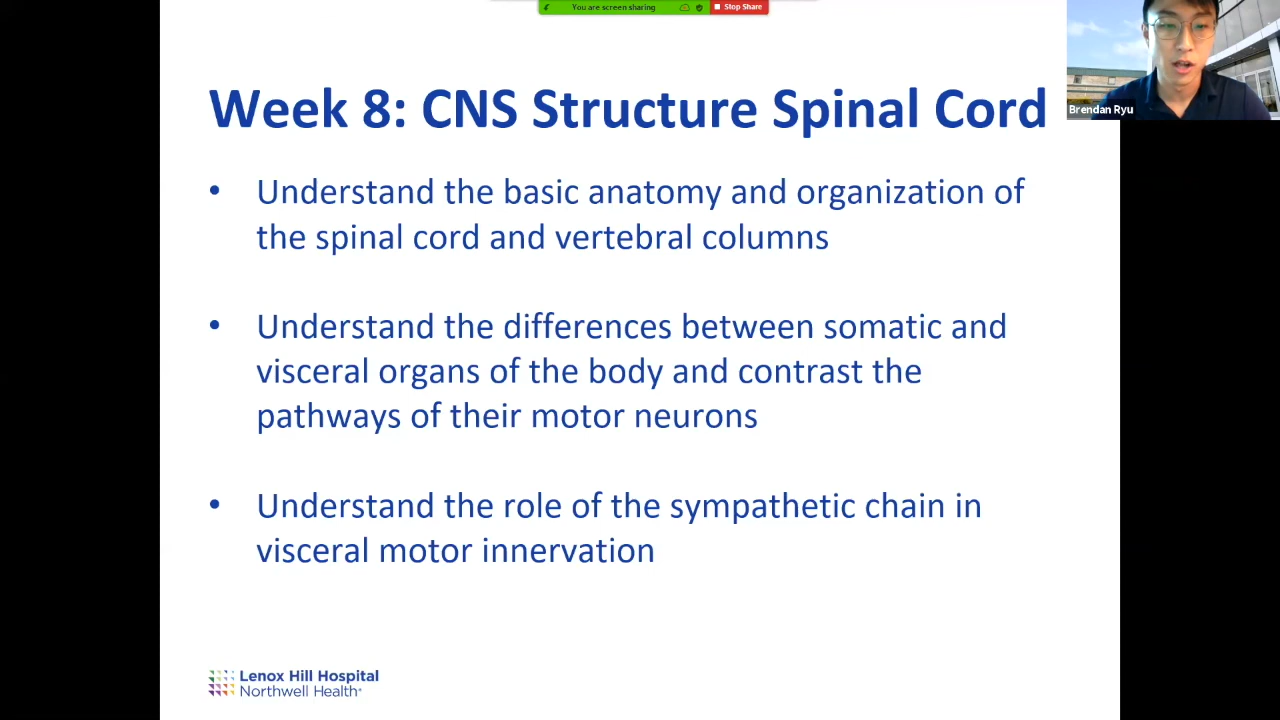 You are screen sharing
Stop Share
Week 8: CNS Structure Spinal Cord
Brendan Ryu
• Understand the basic anatomy and organization of
the spinal cord and vertebral columns
• Understand the differences between somatic and
visceral organs of the body and contrast the
pathways of their motor neurons
• Understand the role of the sympathetic chain in
visceral motor innervation
Lenox Hill Hospital
Northwell Health®